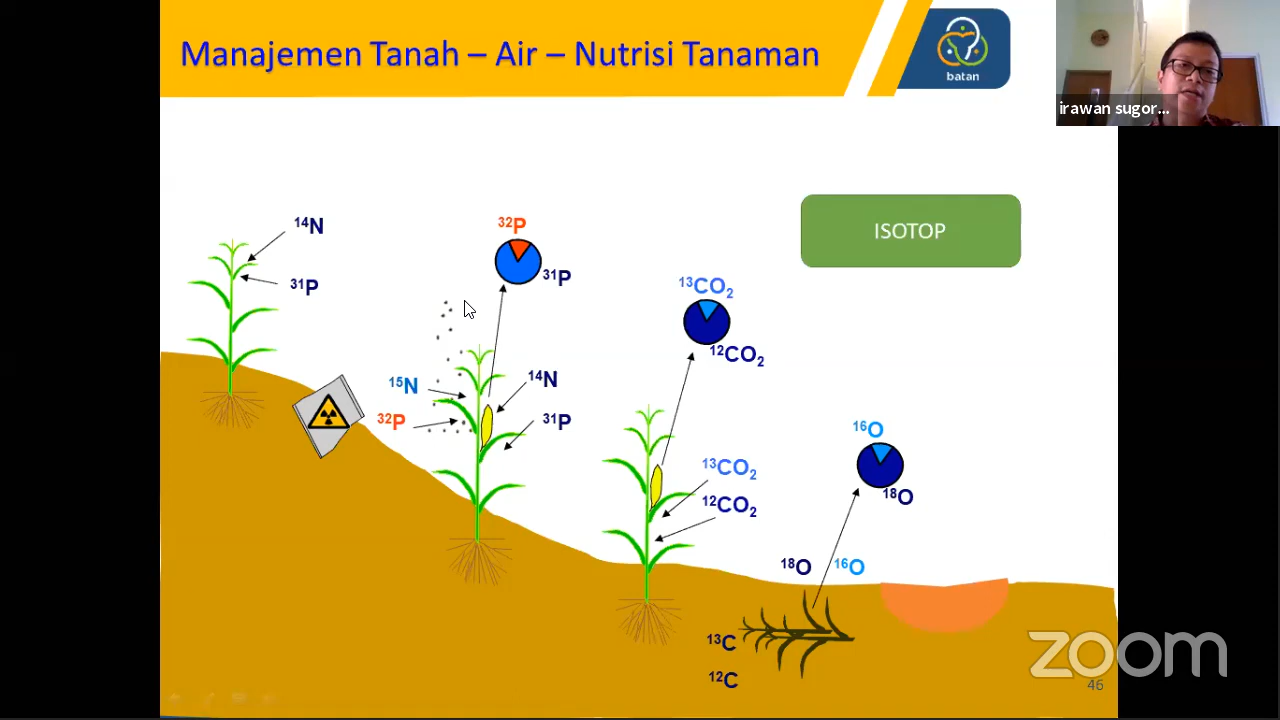 Manajemen Tanah – Air – Nutrisi Tanaman
batan
irawan sugor...
ISOTOP
¹⁴N
³¹P
³²P
³¹P
¹³CO₂
¹²CO₂
¹⁵N
¹⁴N
³²P
³¹P
¹³CO₂
¹²CO₂
¹⁶O
¹⁸O
¹⁸O
¹⁶O
¹³C
¹²C
zoom
46